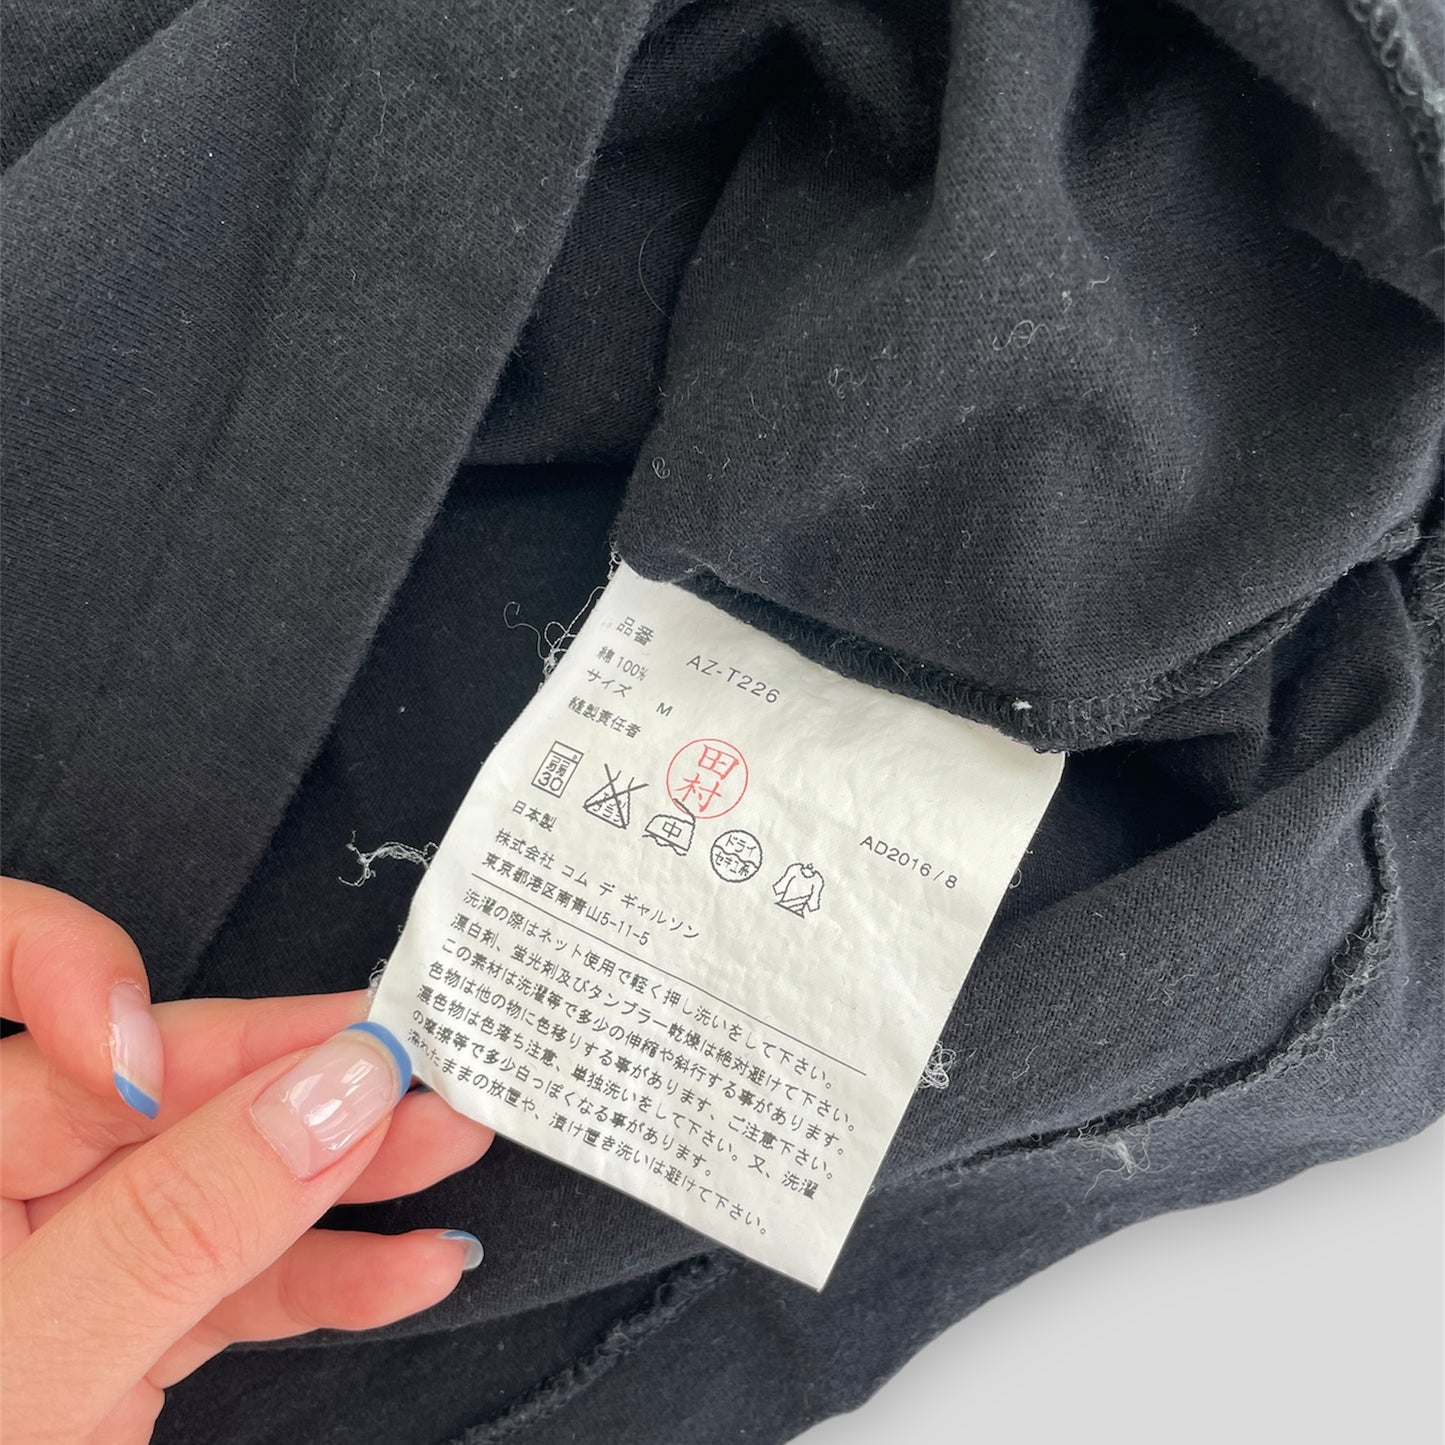 品番 AZ-T226
綿 100%
サイズ M
縫製責任者
田村
弱 30
エンソサラシ
中
ドライ
セキユ系
日本製 AD2016/8
株式会社 コム デ ギャルソン
東京都港区南青山5-11-5
洗濯の際はネット使用で軽く押し洗いをして下さい。
漂白剤、蛍光剤及びタンブラー乾燥は絶対避けて下さい。
この素材は洗濯等で多少の伸縮や斜行する事があります。
色物は他の物に色移りする事があります、ご注意下さい。
濃色物は色落ち注意、単独洗いをして下さい。又、洗濯
の摩擦等で多少白っぽくなる事があります。
濡れたままの放置や、漬け置き洗いは避けて下さい。